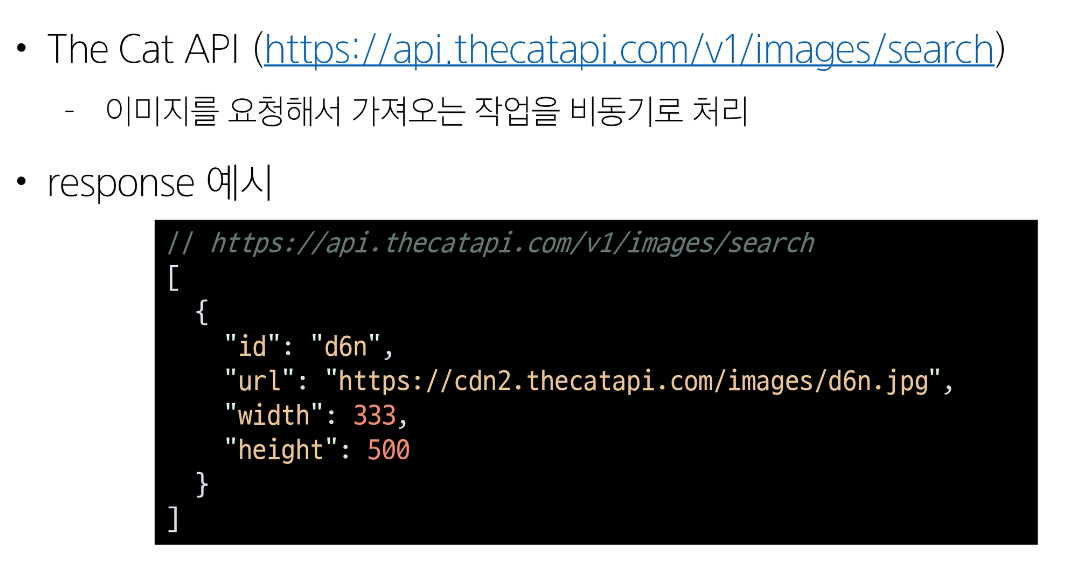 • The Cat API (https://api.thecatapi.com/v1/images/search)
- 이미지를 요청해서 가져오는 작업을 비동기로 처리
• response 예시
// https://api.thecatapi.com/v1/images/search
[
  {
    "id": "d6n",
    "url": "https://cdn2.thecatapi.com/images/d6n.jpg",
    "width": 333,
    "height": 500
  }
]